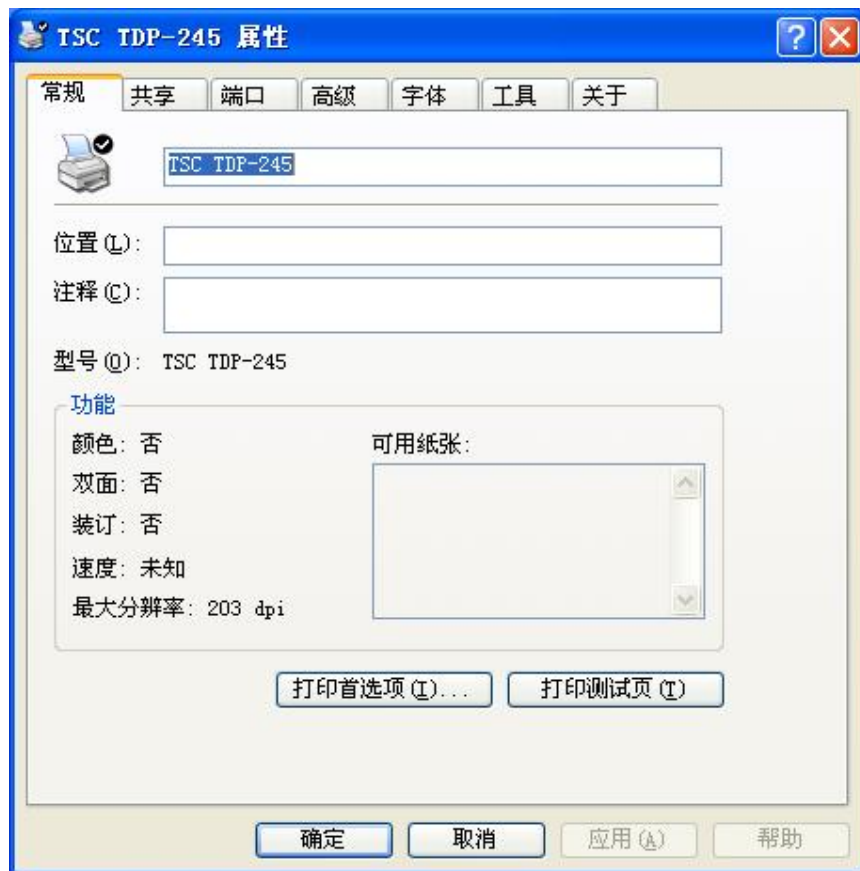 TSC TDP-245 属性
常规 共享 端口 高级 字体 工具 关于
TSC TDP-245
位置(L):
注释(C):
型号(O): TSC TDP-245
功能
颜色: 否 可用纸张:
双面: 否
装订: 否
速度: 未知
最大分辨率: 203 dpi
打印首选项(I)... 打印测试页(T)
确定 取消 应用(A) 帮助